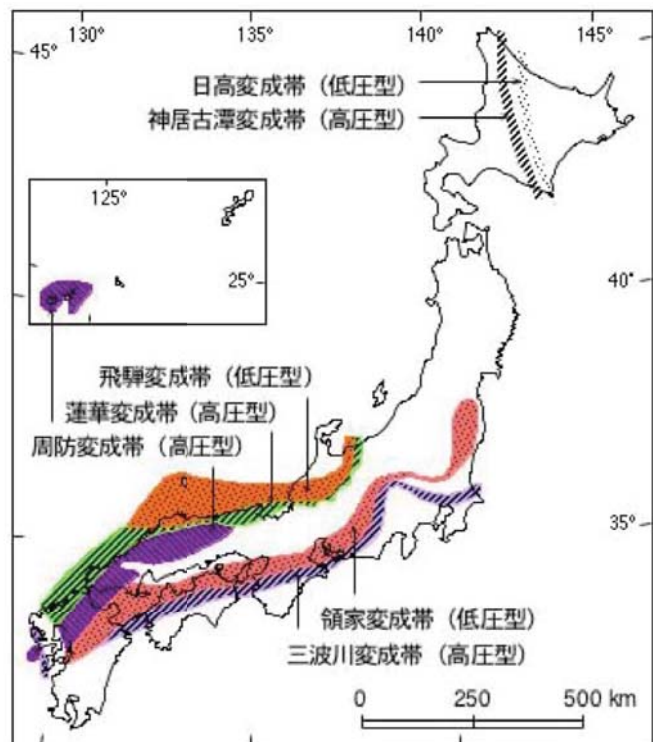 130°
135°
140°
145°
45°
日高変成帯（低圧型）
神居古潭変成帯（高圧型）
125°
25°
40°
飛騨変成帯（低圧型）
蓮華変成帯（高圧型）
周防変成帯（高圧型）
35°
領家変成帯（低圧型）
三波川変成帯（高圧型）
0 250 500 km